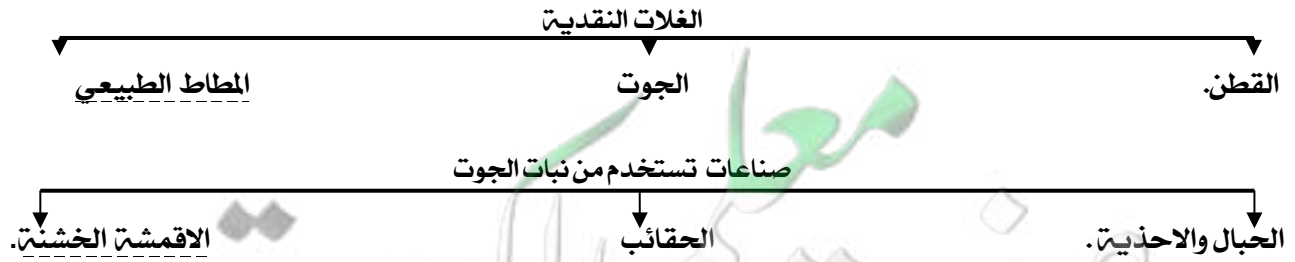 الغلات النقدية
القطن. الجوت المطاط الطبيعي
صناعات تستخدم من نبات الجوت
الحبال والاحذية. الحقائب الاقمشة الخشنة.